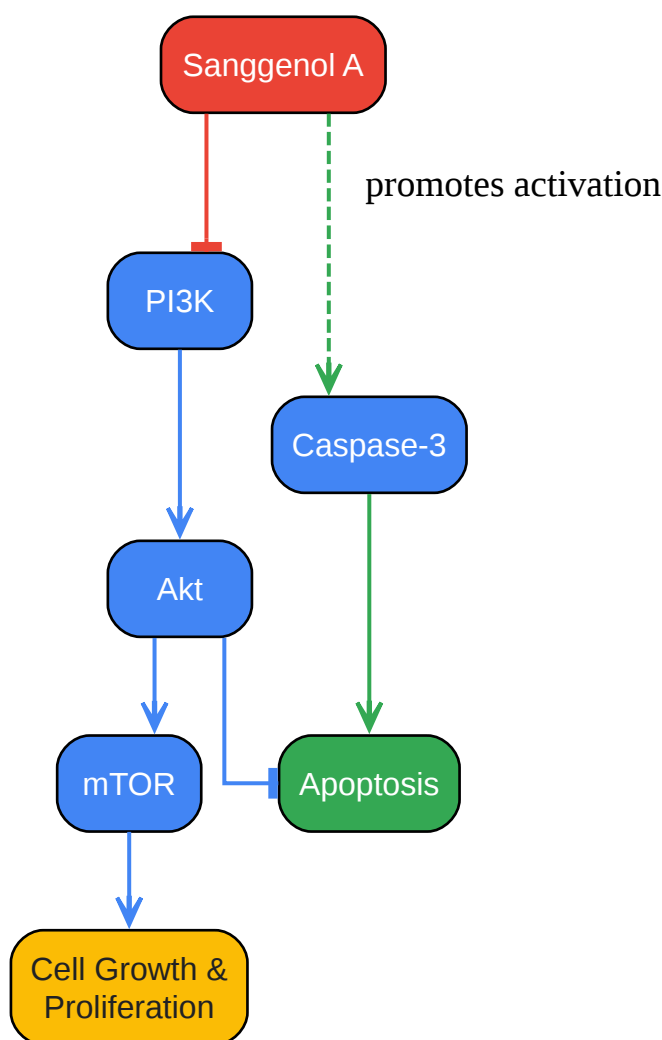 Sanggenol A
promotes activation
PI3K
Caspase-3
Akt
mTOR
Apoptosis
Cell Growth &
Proliferation